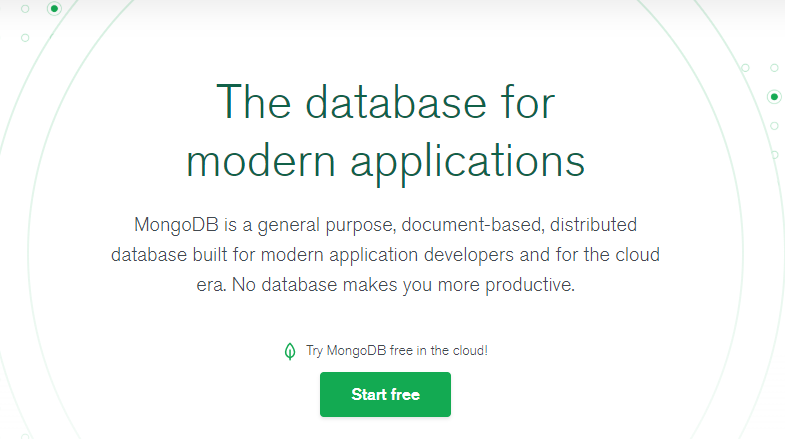 The database for
modern applications
MongoDB is a general purpose, document-based, distributed
database built for modern application developers and for the cloud
era. No database makes you more productive.
Try MongoDB free in the cloud!
Start free